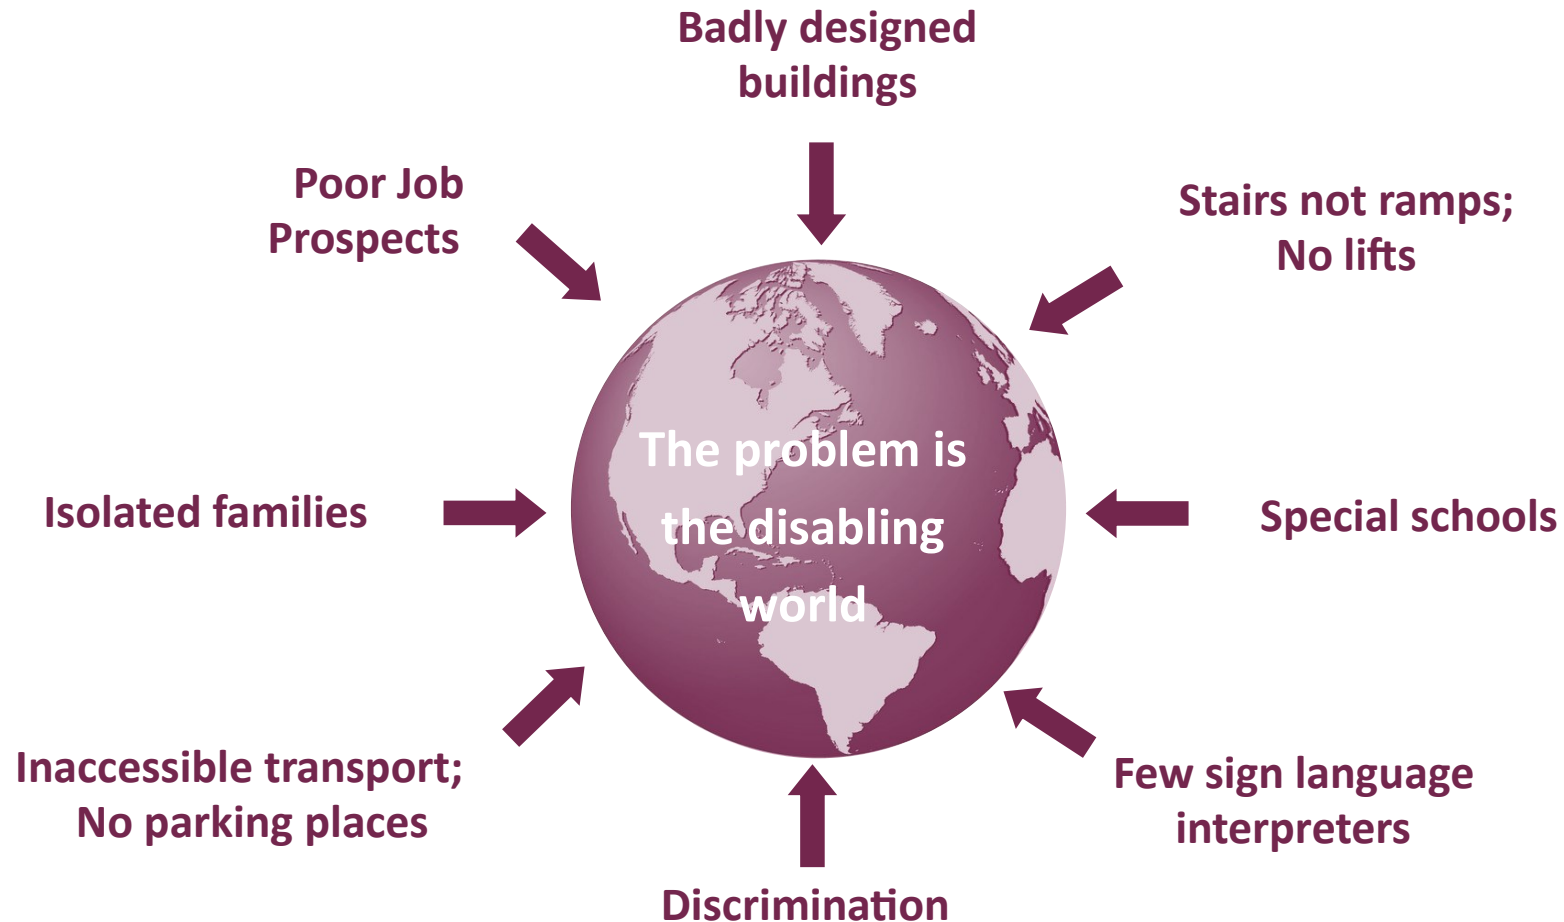 Badly designed
buildings
Poor Job
Prospects
Stairs not ramps;
No lifts
The problem is
the disabling
world
Isolated families
Special schools
Inaccessible transport;
No parking places
Few sign language
interpreters
Discrimination